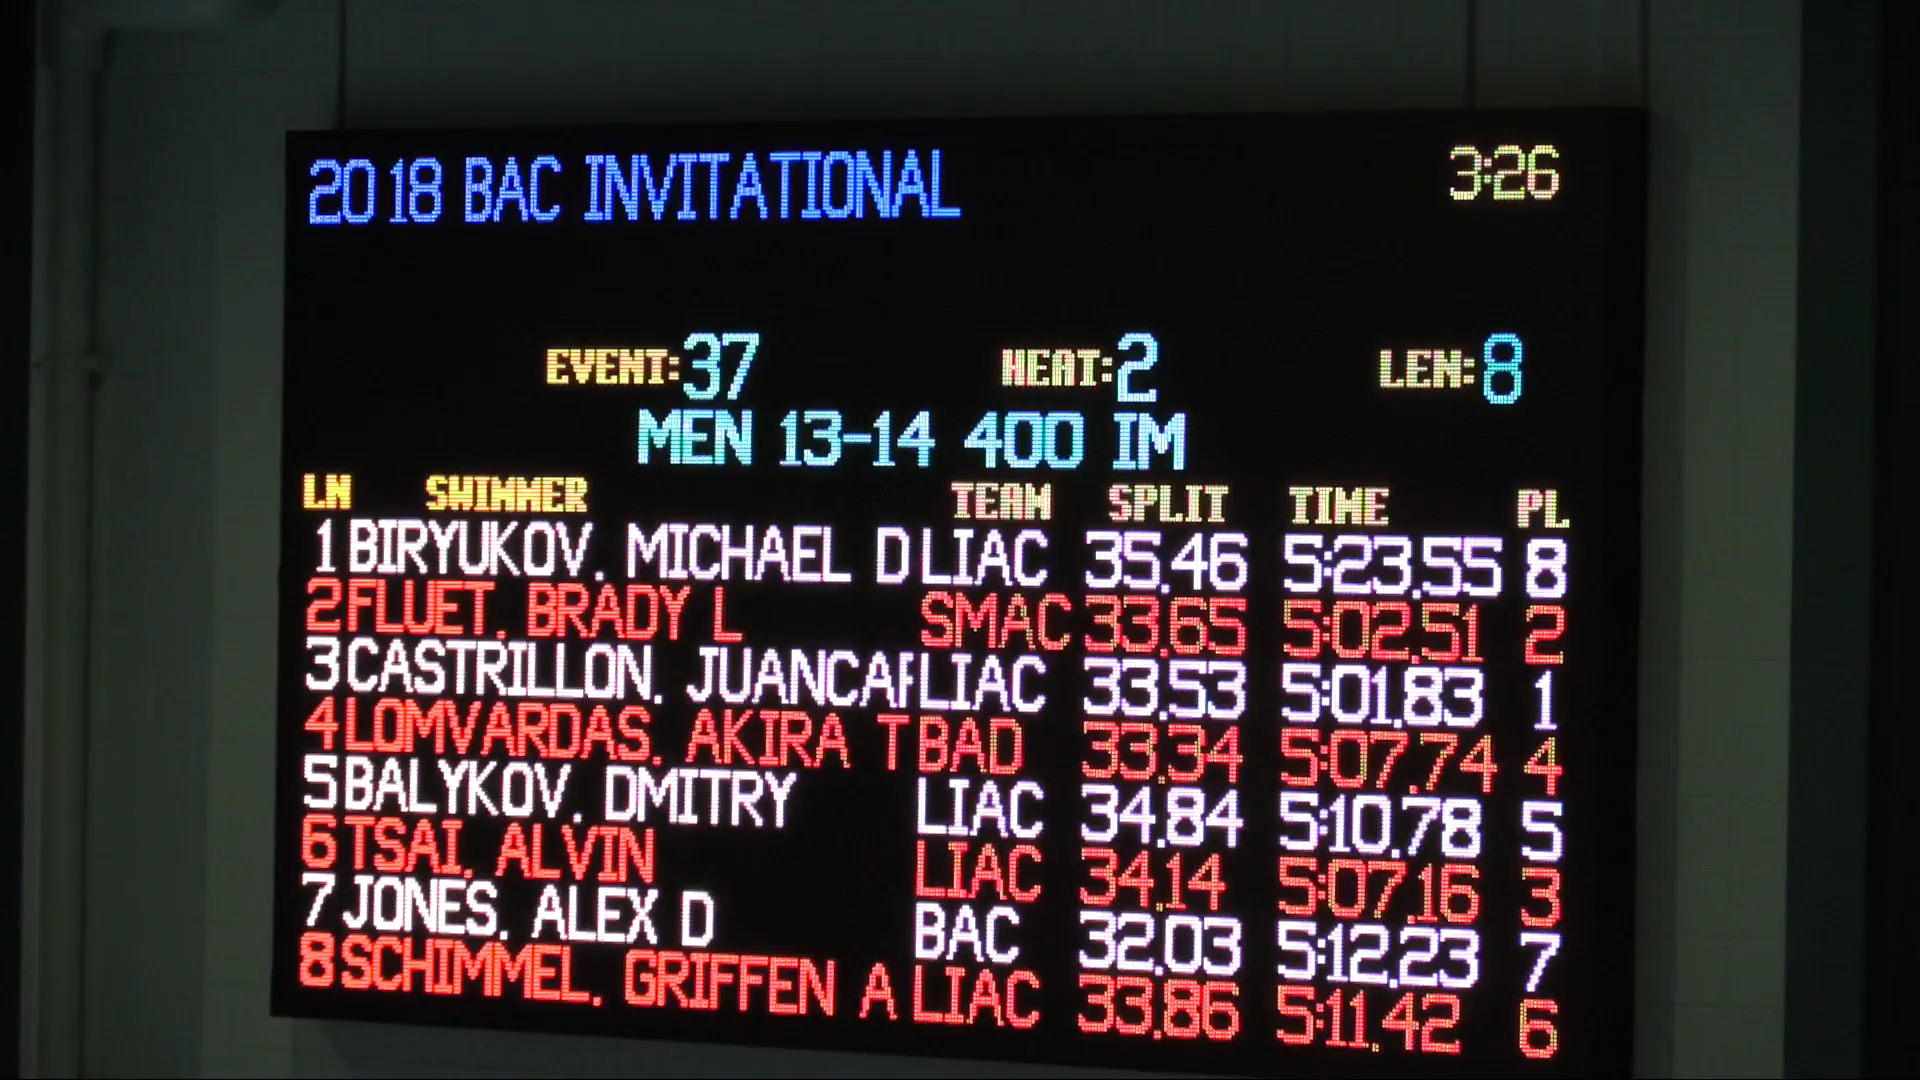 2018 BAC INVITATIONAL 3:26
EVENT:37 HEAT:2 LEN:8
MEN 13-14 400 IM
LN SWIMMER TEAM SPLIT TIME PL
1 BIRYUKOV, MICHAEL D LIAC 35.46 5:23.55 8
2 FLUET, BRADY L SMAC 33.65 5:02.51 2
3 CASTRILLON, JUANCAR LIAC 33.53 5:01.83 1
4 LOMVARDAS, AKIRA T BAD 33.34 5:07.74 4
5 BALYKOV, DMITRY LIAC 34.84 5:10.78 5
6 TSAI, ALVIN LIAC 34.14 5:07.16 3
7 JONES, ALEX D BAC 32.03 5:12.23 7
8 SCHIMMEL, GRIFFEN A LIAC 33.86 5:11.42 6